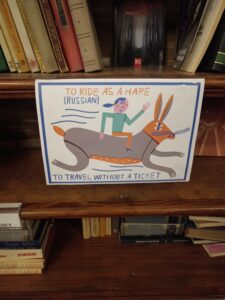 TO RIDE AS A HARE
(RUSSIAN)
TO TRAVEL WITHOUT A TICKET